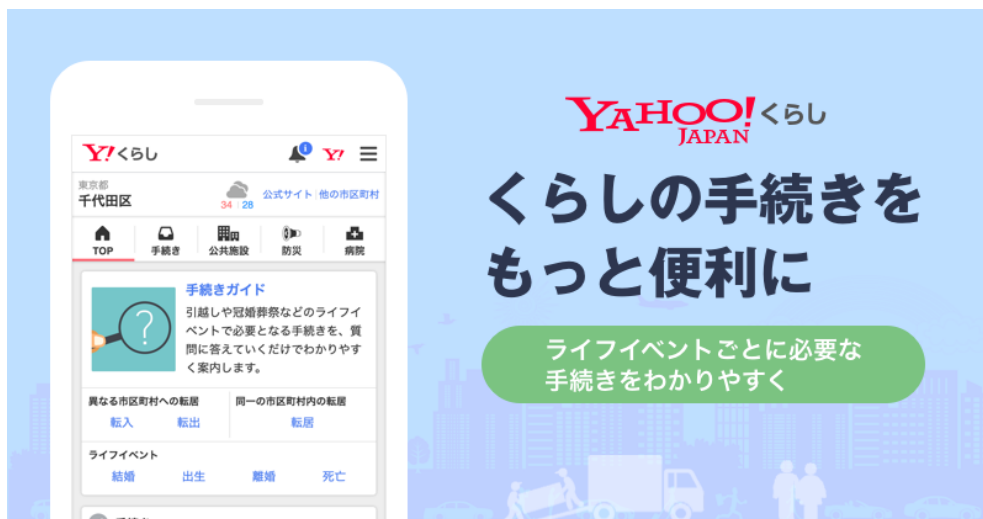 Y!くらし
i
Y!
東京都
千代田区
34 28
公式サイト 他の市区町村
TOP 手続き 公共施設 防災 病院
手続きガイド
引越しや冠婚葬祭などのライフイ
ベントで必要となる手続きを、質
問に答えていくだけでわかりやす
く案内します。
異なる市区町村への転居
転入 転出
同一の市区町村内の転居
転居
ライフイベント
結婚 出生 離婚 死亡
YAHOO!くらし
JAPAN
くらしの手続きを
もっと便利に
ライフイベントごとに必要な
手続きをわかりやすく